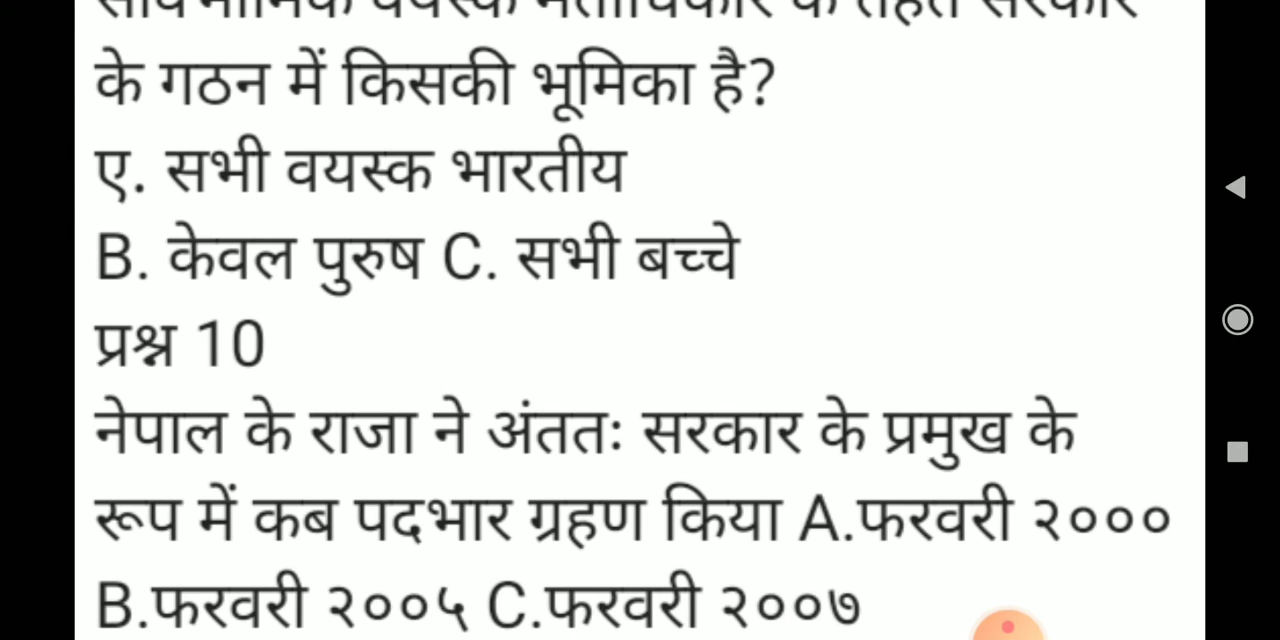 के गठन में किसकी भूमिका है?
ए. सभी वयस्क भारतीय
B. केवल पुरुष C. सभी बच्चे
प्रश्न 10
नेपाल के राजा ने अंततः सरकार के प्रमुख के
रूप में कब पदभार ग्रहण किया A.फरवरी २०००
B.फरवरी २००५ C.फरवरी २००७